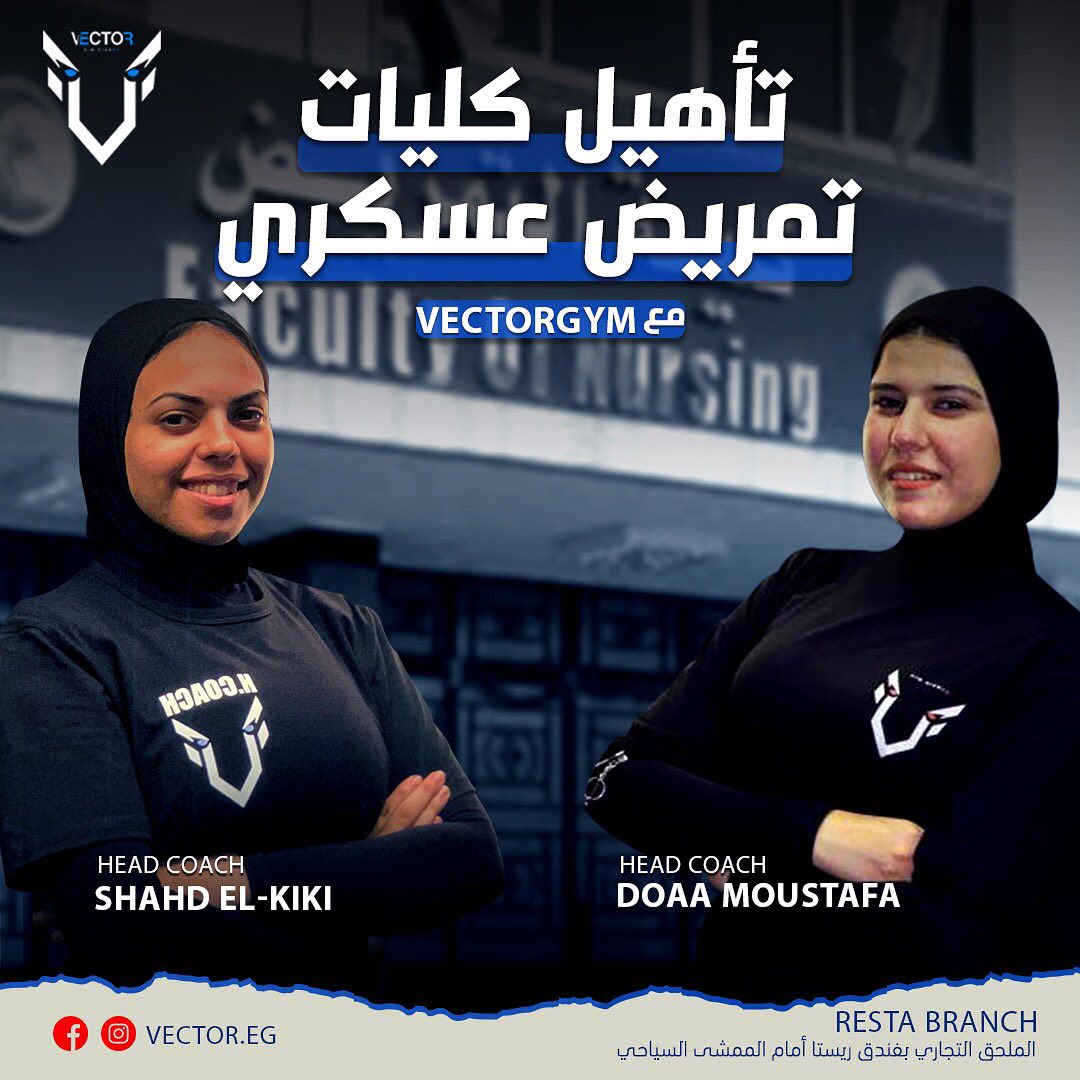 VECTOR
تأهيل كليات
تمريض عسكري
مع VECTORGYM
Faculty of Nursing
H.COACH
HEAD COACH
SHAHD EL-KIKI
HEAD COACH
DOAA MOUSTAFA
VECTOR.EG
RESTA BRANCH
الملحق التجاري بفندق ريستا أمام الممشى السياحي